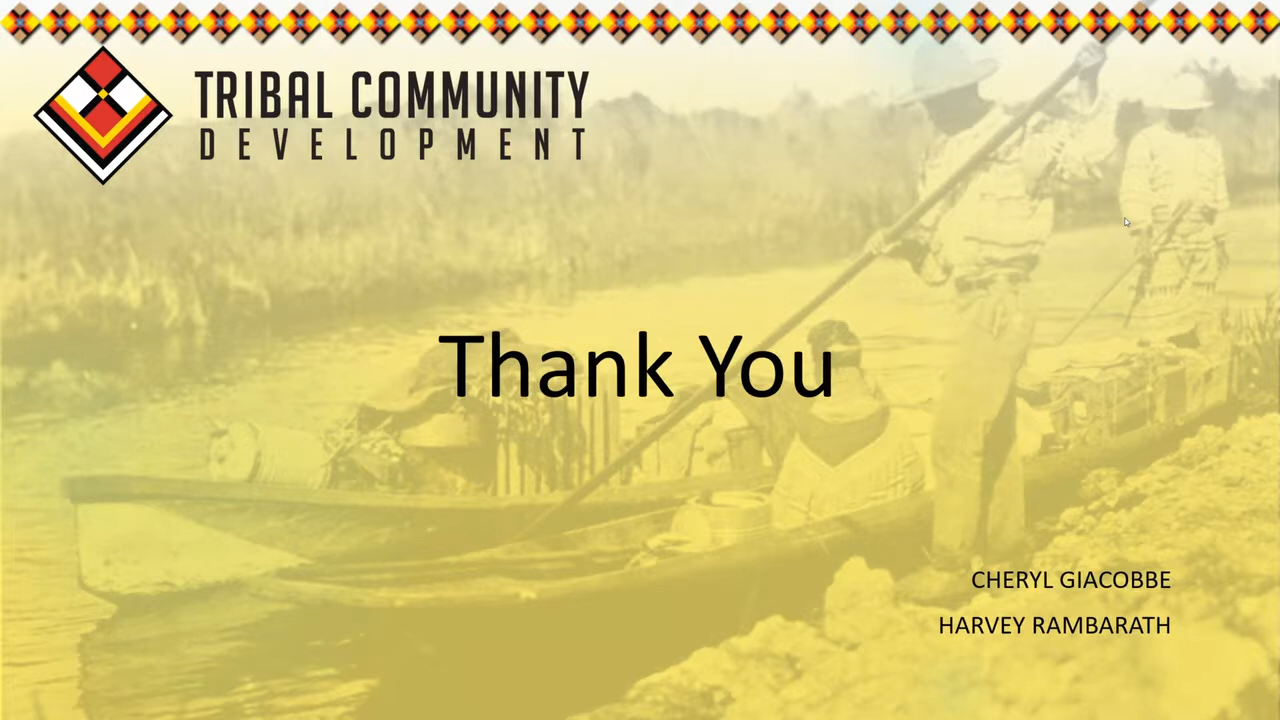 TRIBAL COMMUNITY
DEVELOPMENT
Thank You
CHERYL GIACOBBE
HARVEY RAMBARATH